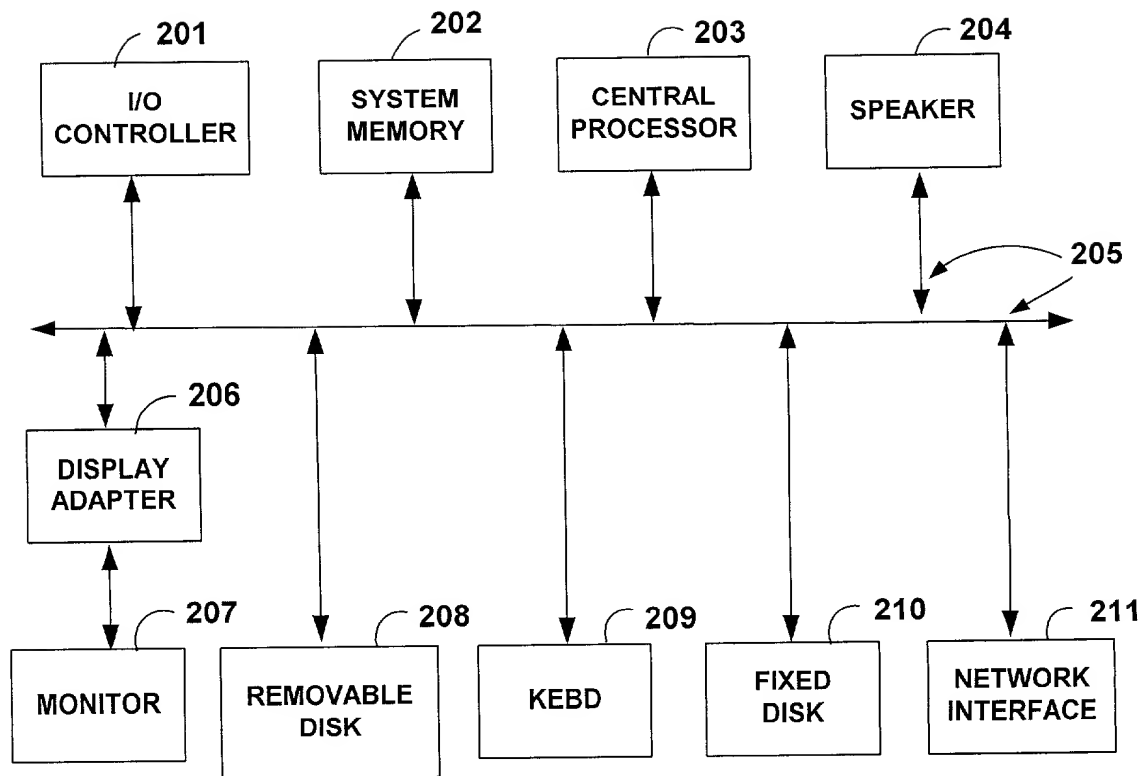 201
I/O
CONTROLLER
202
SYSTEM
MEMORY
203
CENTRAL
PROCESSOR
204
SPEAKER
205
206
DISPLAY
ADAPTER
207
MONITOR
208
REMOVABLE
DISK
209
KEBD
210
FIXED
DISK
211
NETWORK
INTERFACE